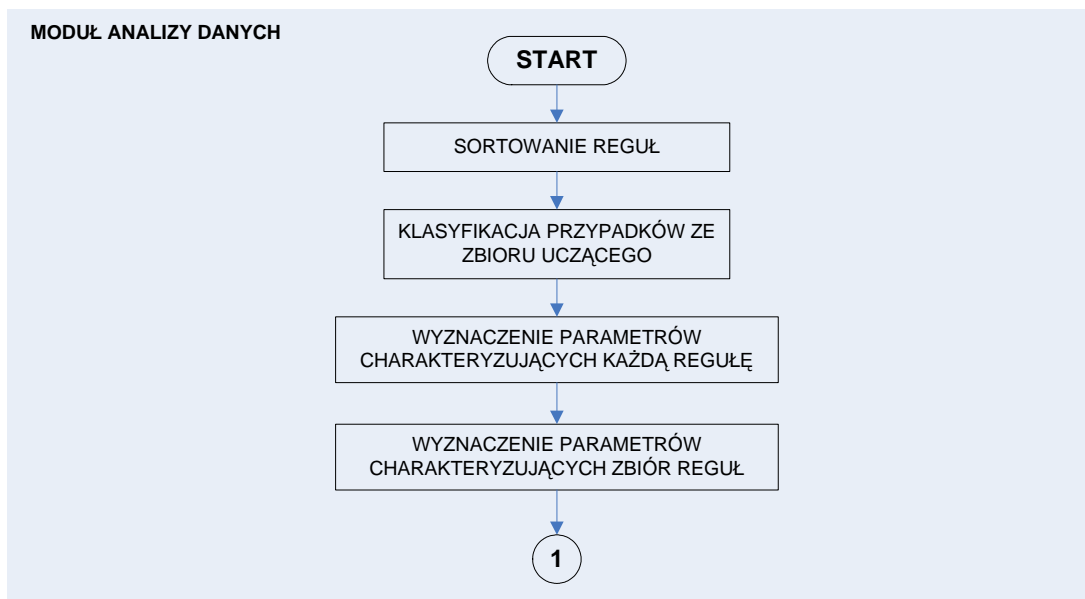 MODUŁ ANALIZY DANYCH
START
SORTOWANIE REGUŁ
KLASYFIKACJA PRZYPADKÓW ZE
ZBIORU UCZĄCEGO
WYZNACZENIE PARAMETRÓW
CHARAKTERYZUJĄCYCH KAŻDĄ REGUŁĘ
WYZNACZENIE PARAMETRÓW
CHARAKTERYZUJĄCYCH ZBIÓR REGUŁ
1